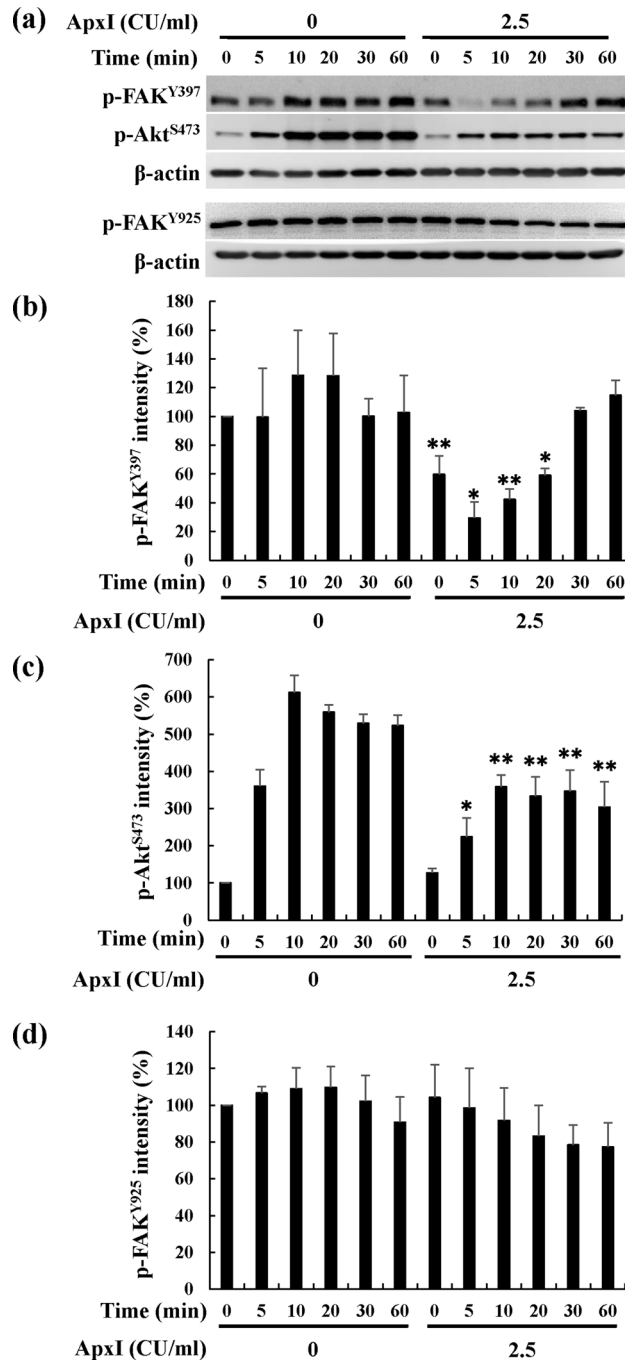 (a) ApxI (CU/ml) 0 2.5
Time (min) 0 5 10 20 30 60 0 5 10 20 30 60
p-FAKY397
p-AktS473
β-actin
p-FAKY925
β-actin
(b)
p-FAKY397 intensity (%)
180
160
140
120
100
80
60
40
20
0
** * ** *
Time (min) 0 5 10 20 30 60 0 5 10 20 30 60
ApxI (CU/ml) 0 2.5
(c)
p-AktS473 intensity (%)
700
600
500
400
300
200
100
0
* ** ** ** **
Time (min) 0 5 10 20 30 60 0 5 10 20 30 60
ApxI (CU/ml) 0 2.5
(d)
p-FAKY925 intensity (%)
140
120
100
80
60
40
20
0
Time (min) 0 5 10 20 30 60 0 5 10 20 30 60
ApxI (CU/ml) 0 2.5